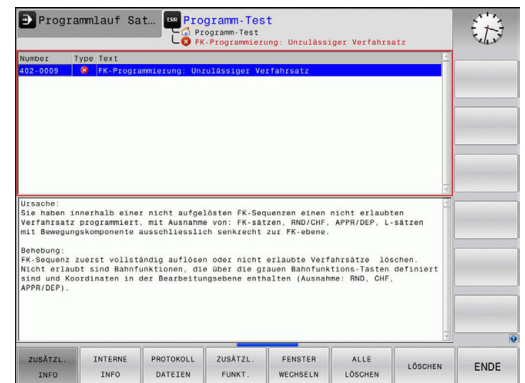 Programmlauf Sat…
ERR Programm-Test
Programm-Test
FK-Programmierung: Unzulässiger Verfahrsatz
Number Type Text
402-0009 FK-Programmierung: Unzulässiger Verfahrsatz
Ursache:
Sie haben innerhalb einer nicht aufgelösten FK-Sequenzen einen nicht erlaubten
Verfahrsatz programmiert, mit Ausnahme von: FK-sätzen, RND/CHF, APPR/DEP, L-sätzen
mit Bewegungskomponente ausschliesslich senkrecht zur FK-ebene.
Behebung:
FK-Sequenz zuerst vollständig auflösen oder nicht erlaubte Verfahrsätze löschen.
Nicht erlaubt sind Bahnfunktionen, die über die grauen Bahnfunktions-Tasten definiert
sind und Koordinaten in der Bearbeitungsebene enthalten (Ausnahme: RND, CHF,
APPR/DEP).
ZUSÄTZL. INFO
INTERNE INFO
PROTOKOLL DATEIEN
ZUSÄTZL. FUNKT.
FENSTER WECHSELN
ALLE LÖSCHEN
LÖSCHEN
ENDE